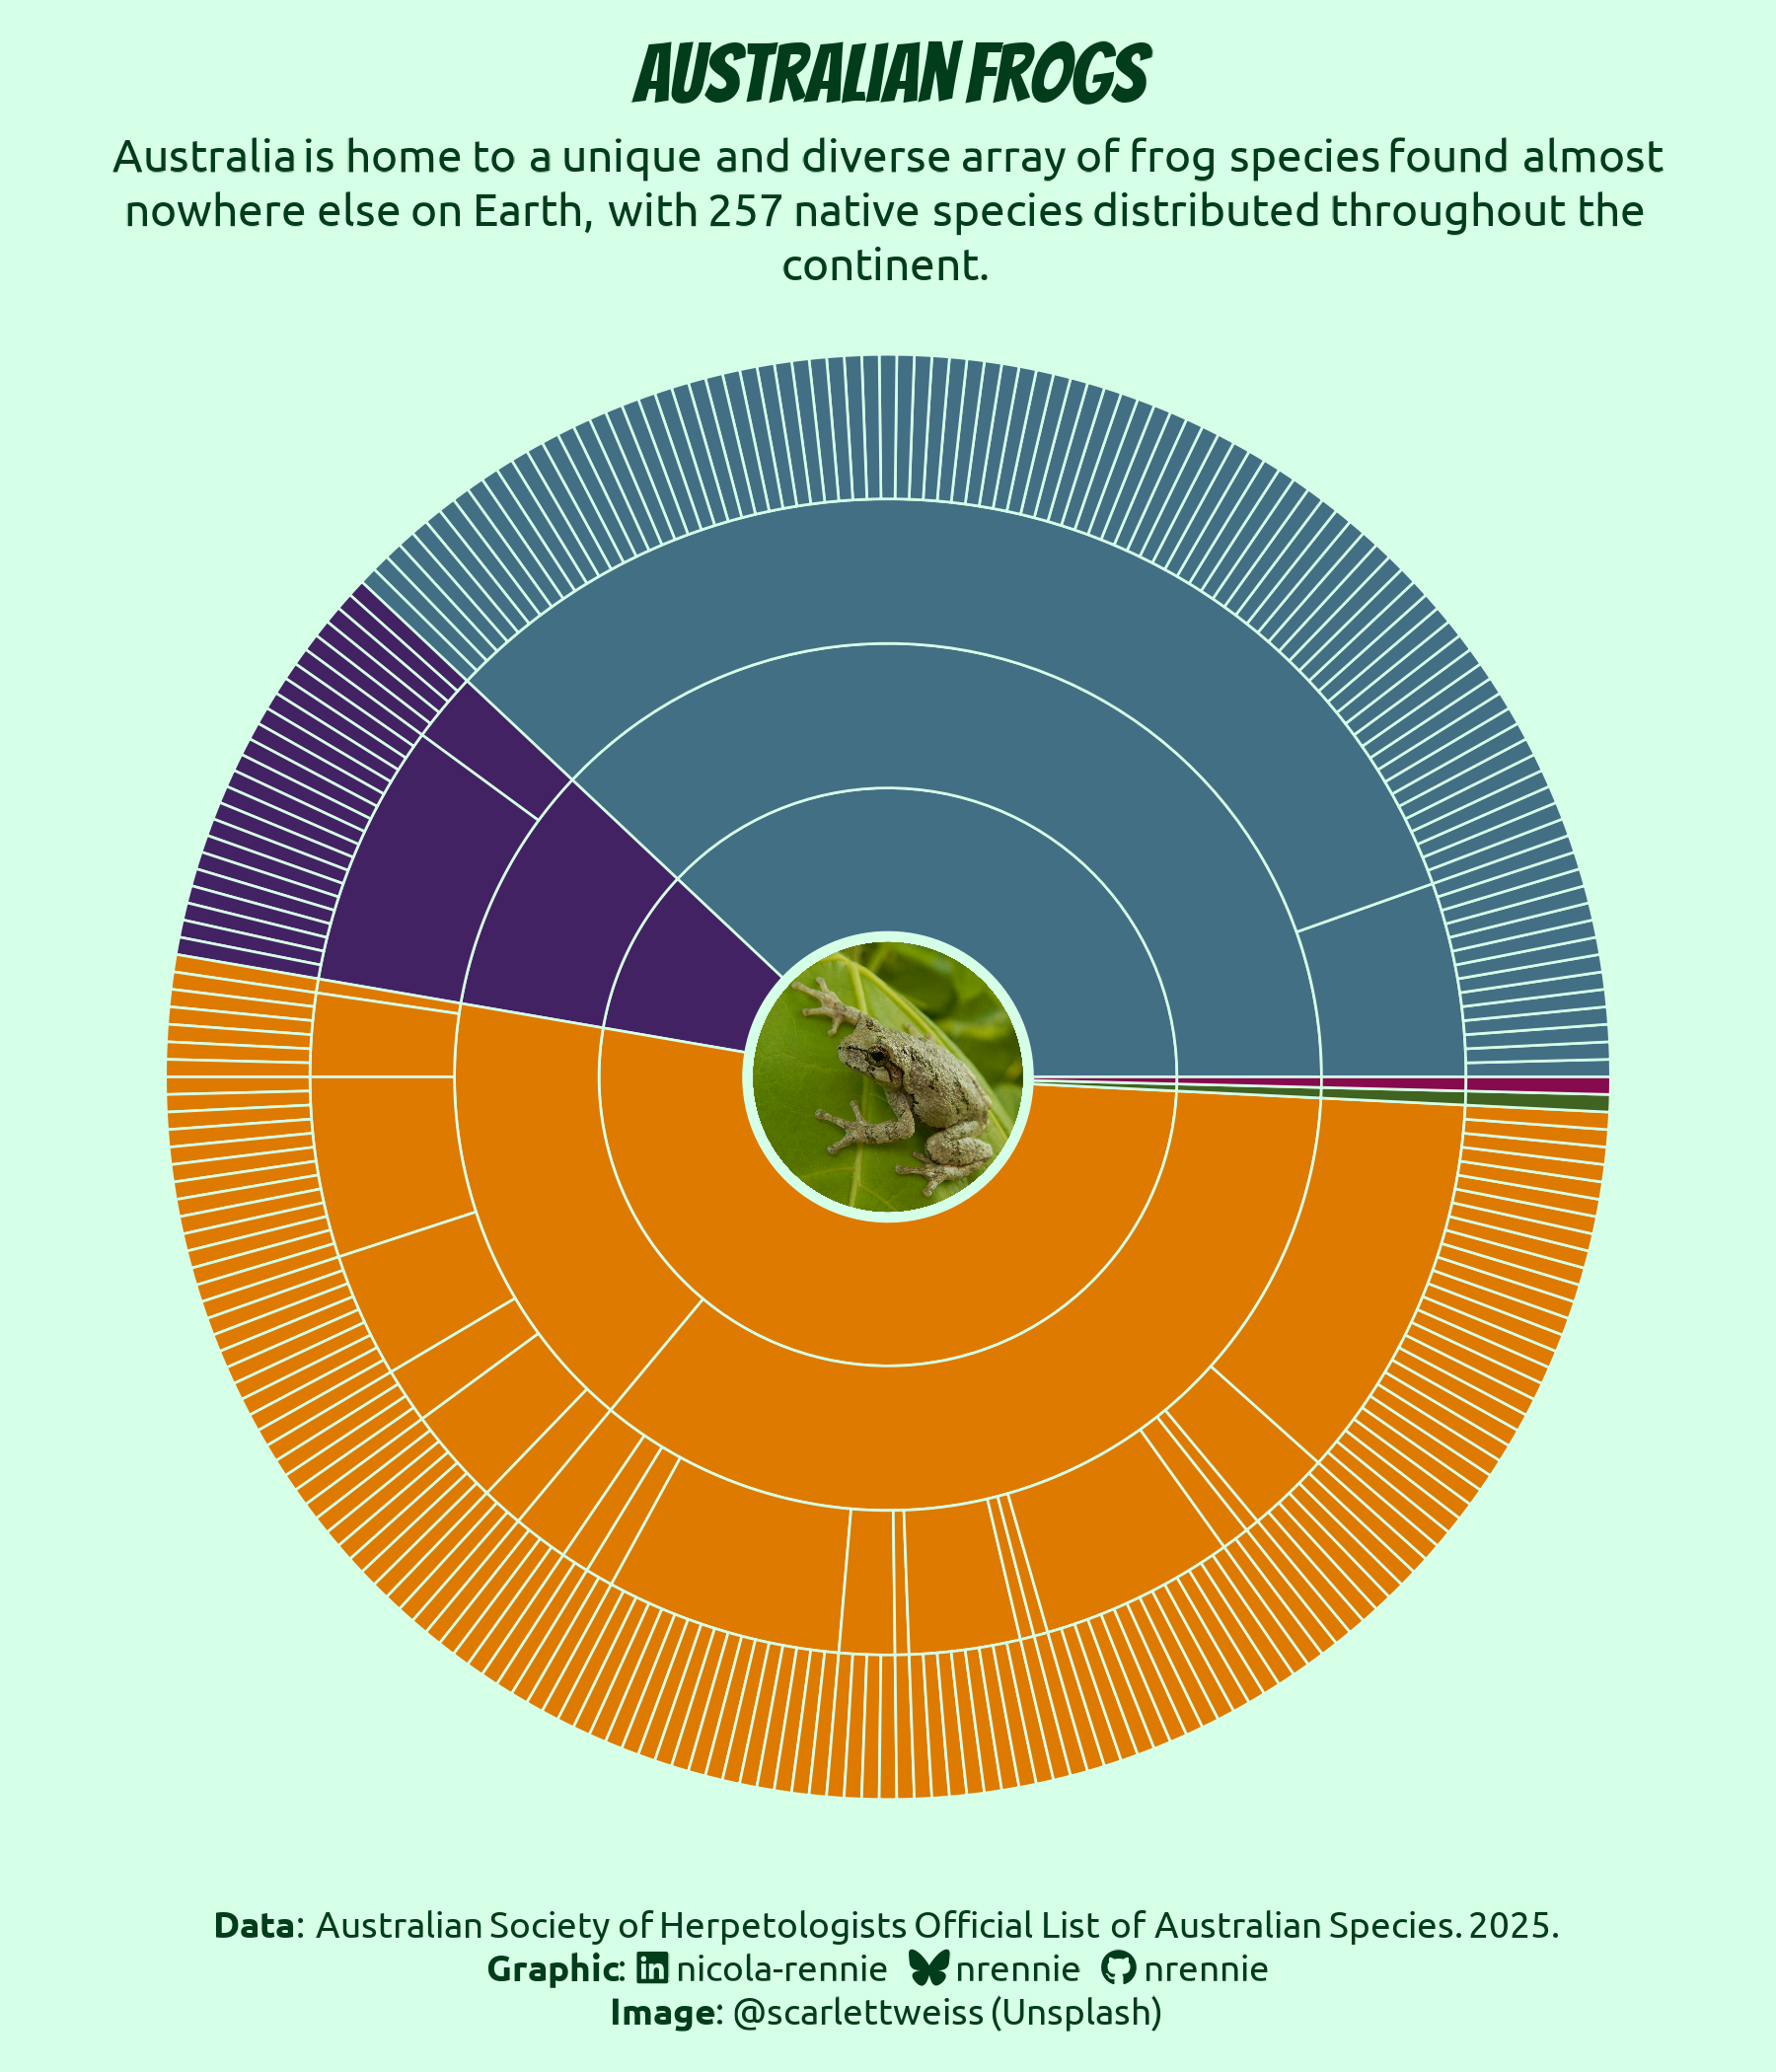 AUSTRALIAN FROGS
Australia is home to a unique and diverse array of frog species found almost
nowhere else on Earth, with 257 native species distributed throughout the
continent.
Data: Australian Society of Herpetologists Official List of Australian Species. 2025.
Graphic: nicola-rennie nrennie nrennie
Image: @scarlettweiss (Unsplash)